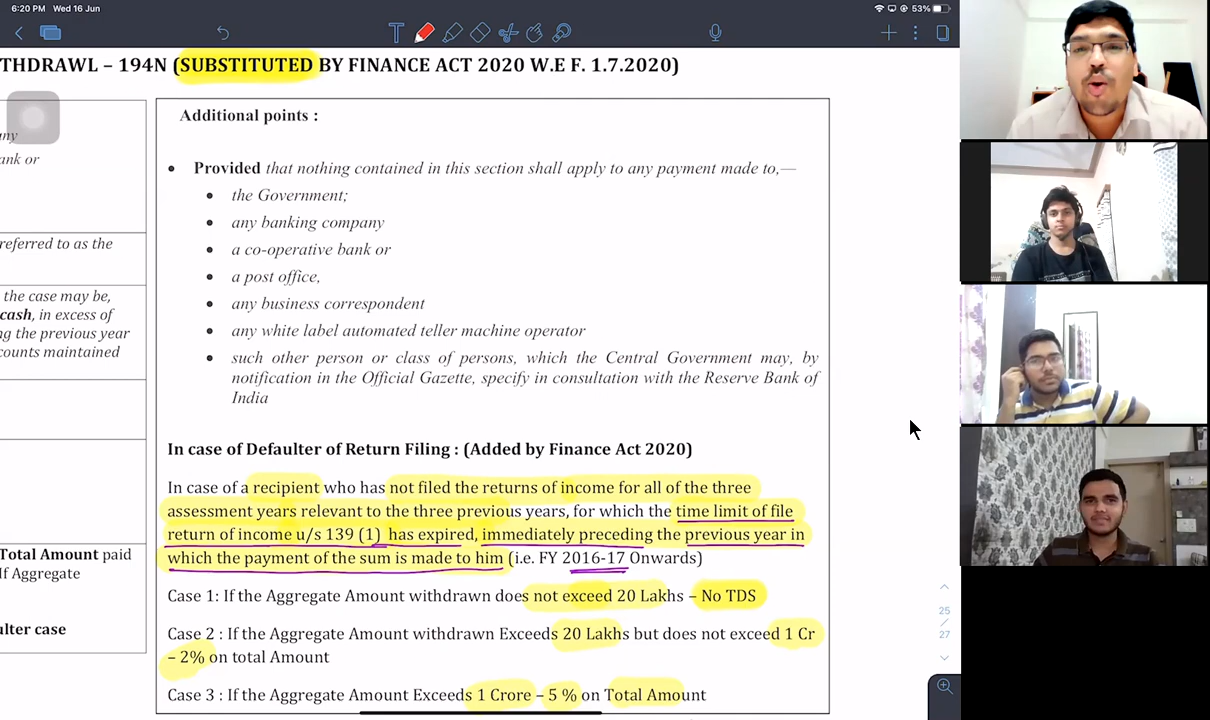 6:20 PM Wed 16 Jun
53%
THDRAWL – 194N (SUBSTITUTED BY FINANCE ACT 2020 W.E F. 1.7.2020)
ny
ank or
referred to as the
the case may be,
cash, in excess of
ng the previous year
counts maintained
Total Amount paid
If Aggregate
ulter case
Additional points :
• Provided that nothing contained in this section shall apply to any payment made to,—
• the Government;
• any banking company
• a co-operative bank or
• a post office,
• any business correspondent
• any white label automated teller machine operator
• such other person or class of persons, which the Central Government may, by
notification in the Official Gazette, specify in consultation with the Reserve Bank of
India
In case of Defaulter of Return Filing : (Added by Finance Act 2020)
In case of a recipient who has not filed the returns of income for all of the three
assessment years relevant to the three previous years, for which the time limit of file
return of income u/s 139 (1) has expired, immediately preceding the previous year in
which the payment of the sum is made to him (i.e. FY 2016-17 Onwards)
Case 1: If the Aggregate Amount withdrawn does not exceed 20 Lakhs – No TDS
Case 2 : If the Aggregate Amount withdrawn Exceeds 20 Lakhs but does not exceed 1 Cr
– 2% on total Amount
Case 3 : If the Aggregate Amount Exceeds 1 Crore – 5 % on Total Amount
25
/
27